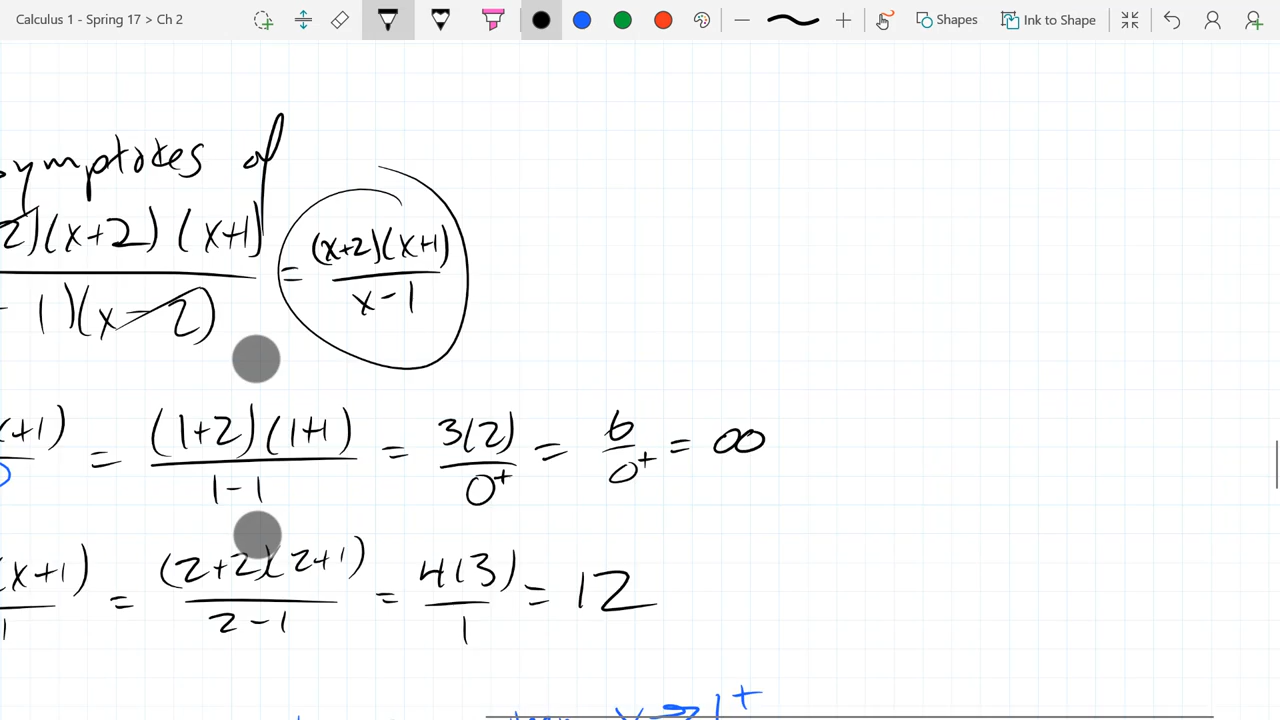 Calculus 1 - Spring 17 > Ch 2
Shapes
Ink to Shape
symptotes of
2)(x+2)(x+1) / -1)(x-2) = (x+2)(x+1) / x-1
(x+1) = (1+2)(1+1) / 1-1 = 3(2) / 0⁺ = 6 / 0⁺ = ∞
(x+1) = (2+2)(2+1) / 2-1 = 4(3) / 1 = 12
x→1⁺